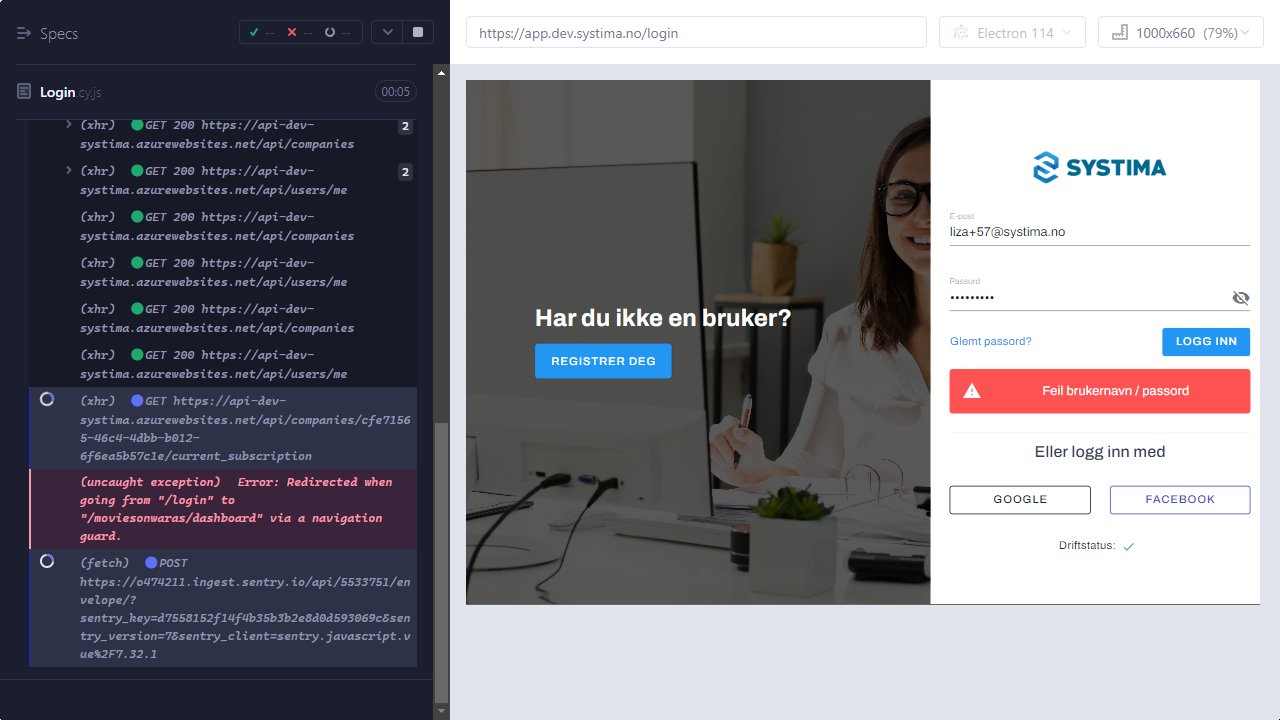 Specs
--
--
--
https://app.dev.systima.no/login
Electron 114
1000x660 (79%)
Login.cy.js
00:05
(xhr) GET 200 https://api-dev-
systima.azurewebsites.net/api/companies
2
(xhr) GET 200 https://api-dev-
systima.azurewebsites.net/api/users/me
2
(xhr) GET 200 https://api-dev-
systima.azurewebsites.net/api/companies
(xhr) GET 200 https://api-dev-
systima.azurewebsites.net/api/users/me
(xhr) GET 200 https://api-dev-
systima.azurewebsites.net/api/companies
(xhr) GET 200 https://api-dev-
systima.azurewebsites.net/api/users/me
(xhr) GET https://api-dev-
systima.azurewebsites.net/api/companies/cfe7156
5-46c4-4dbb-b012-
6f6ea5b57c1e/current_subscription
(uncaught exception) Error: Redirected when
going from "/login" to
"/moviesonwaras/dashboard" via a navigation
guard.
(fetch) POST
https://o474211.ingest.sentry.io/api/5533751/en
velope/?
sentry_key=d7558152f14f4b35b3b2e8d0d593069c&sen
try_version=7&sentry_client=sentry.javascript.v
ue%2F7.32.1
Har du ikke en bruker?
REGISTRER DEG
SYSTIMA
E-post
liza+57@systima.no
Passord
•••••••••
Glemt passord?
LOGG INN
Feil brukernavn / passord
Eller logg inn med
GOOGLE
FACEBOOK
Driftstatus: